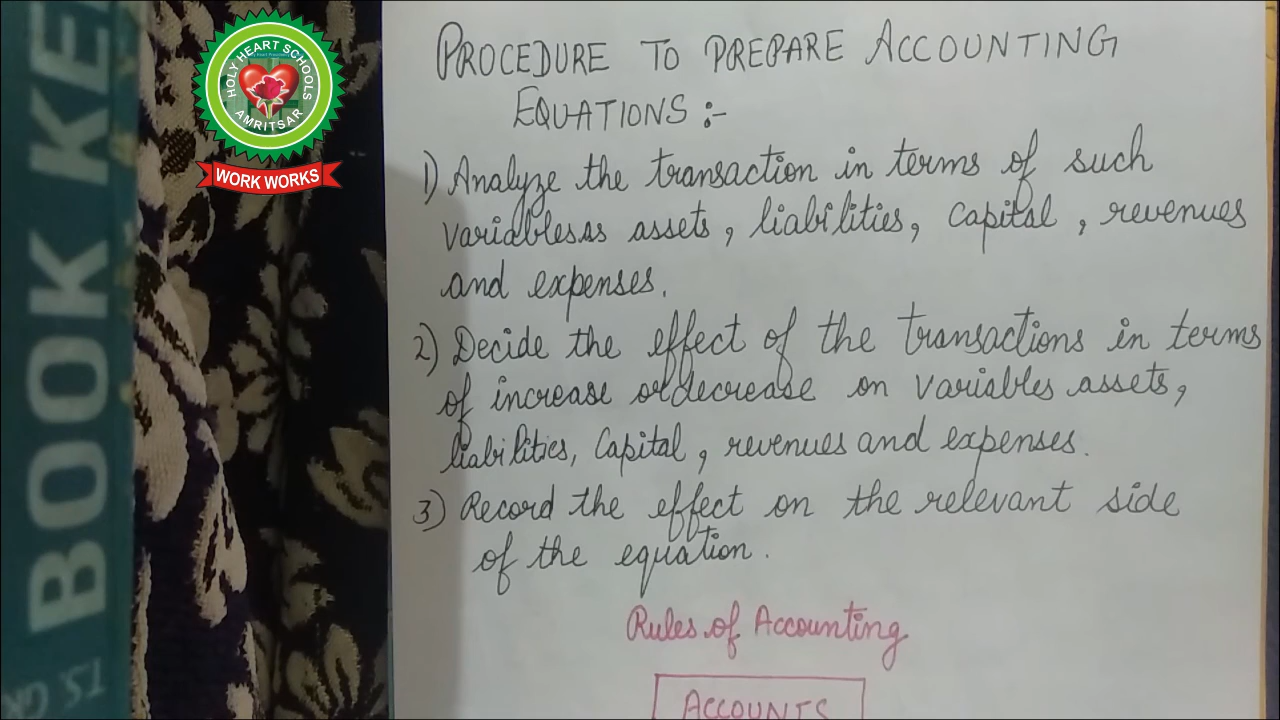 BOOK KE
HOLY HEART SCHOOLS
AMRITSAR
WORK WORKS
PROCEDURE TO PREPARE ACCOUNTING
EQUATIONS :-
1) Analyze the transaction in terms of such
variables as assets, liabilities, Capital, revenues
and expenses.
2) Decide the effect of the transactions in terms
of increase or decrease on variables assets,
liabilities, Capital, revenues and expenses.
3) Record the effect on the relevant side
of the equation.
Rules of Accounting
ACCOUNTS